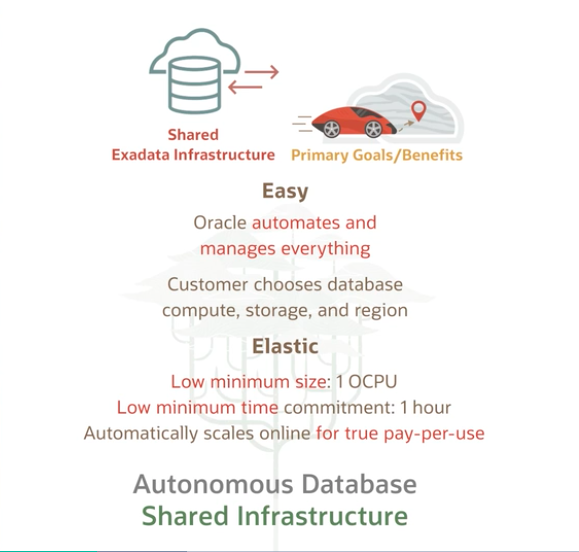 Shared
Exadata Infrastructure
Primary Goals/Benefits
Easy
Oracle automates and
manages everything
Customer chooses database
compute, storage, and region
Elastic
Low minimum size: 1 OCPU
Low minimum time commitment: 1 hour
Automatically scales online for true pay-per-use
Autonomous Database
Shared Infrastructure